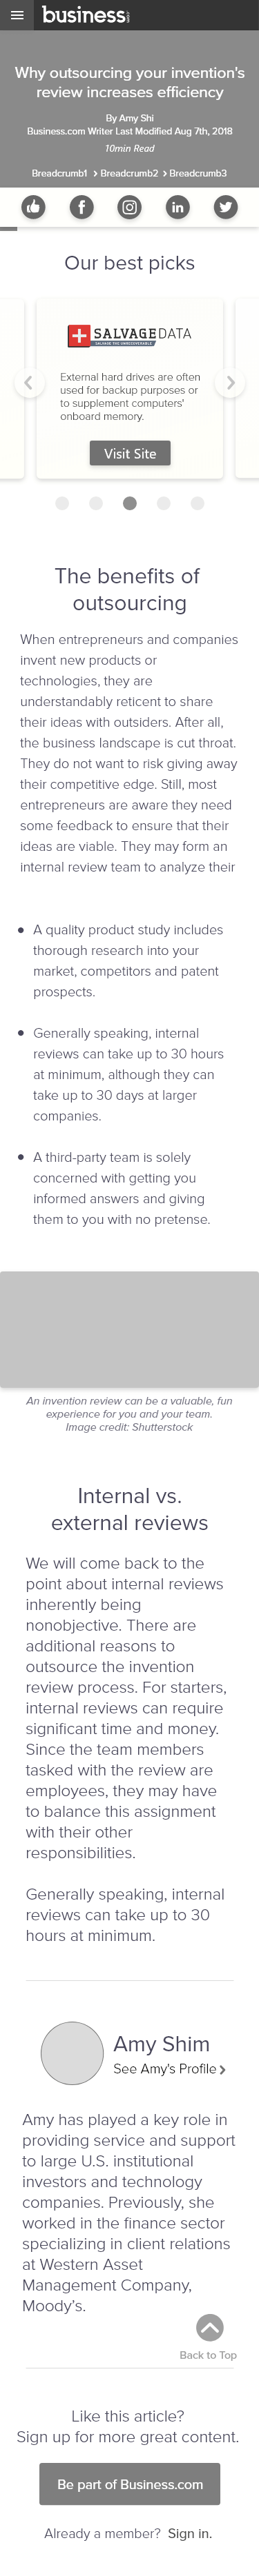 business
Why outsourcing your invention's
review increases efficiency
By Amy Shi
Business.com Writer Last Modified Aug 7th, 2018
10min Read
Breadcrumb1 › Breadcrumb2 › Breadcrumb3
Our best picks
SALVAGEDATA
SALVAGE THE UNRECOVERABLE
External hard drives are often
used for backup purposes or
to supplement computers'
onboard memory.
Visit Site
The benefits of
outsourcing
When entrepreneurs and companies
invent new products or
technologies, they are
understandably reticent to share
their ideas with outsiders. After all,
the business landscape is cut throat.
They do not want to risk giving away
their competitive edge. Still, most
entrepreneurs are aware they need
some feedback to ensure that their
ideas are viable. They may form an
internal review team to analyze their
• A quality product study includes
thorough research into your
market, competitors and patent
prospects.
• Generally speaking, internal
reviews can take up to 30 hours
at minimum, although they can
take up to 30 days at larger
companies.
• A third-party team is solely
concerned with getting you
informed answers and giving
them to you with no pretense.
An invention review can be a valuable, fun
experience for you and your team.
Image credit: Shutterstock
Internal vs.
external reviews
We will come back to the
point about internal reviews
inherently being
nonobjective. There are
additional reasons to
outsource the invention
review process. For starters,
internal reviews can require
significant time and money.
Since the team members
tasked with the review are
employees, they may have
to balance this assignment
with their other
responsibilities.
Generally speaking, internal
reviews can take up to 30
hours at minimum.
Amy Shim
See Amy's Profile ›
Amy has played a key role in
providing service and support
to large U.S. institutional
investors and technology
companies. Previously, she
worked in the finance sector
specializing in client relations
at Western Asset
Management Company,
Moody's.
Back to Top
Like this article?
Sign up for more great content.
Be part of Business.com
Already a member? Sign in.